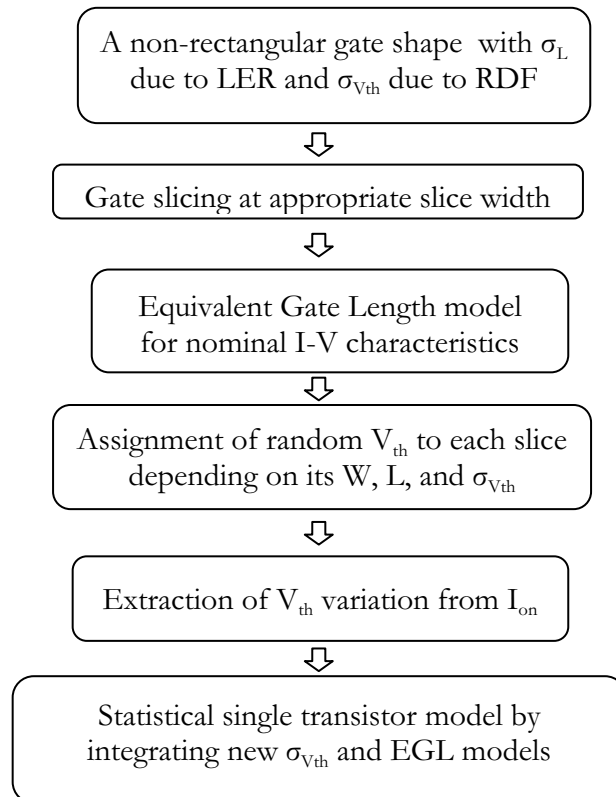 A non-rectangular gate shape with σL
due to LER and σVth due to RDF
Gate slicing at appropriate slice width
Equivalent Gate Length model
for nominal I-V characteristics
Assignment of random Vth to each slice
depending on its W, L, and σVth
Extraction of Vth variation from Ion
Statistical single transistor model by
integrating new σVth and EGL models